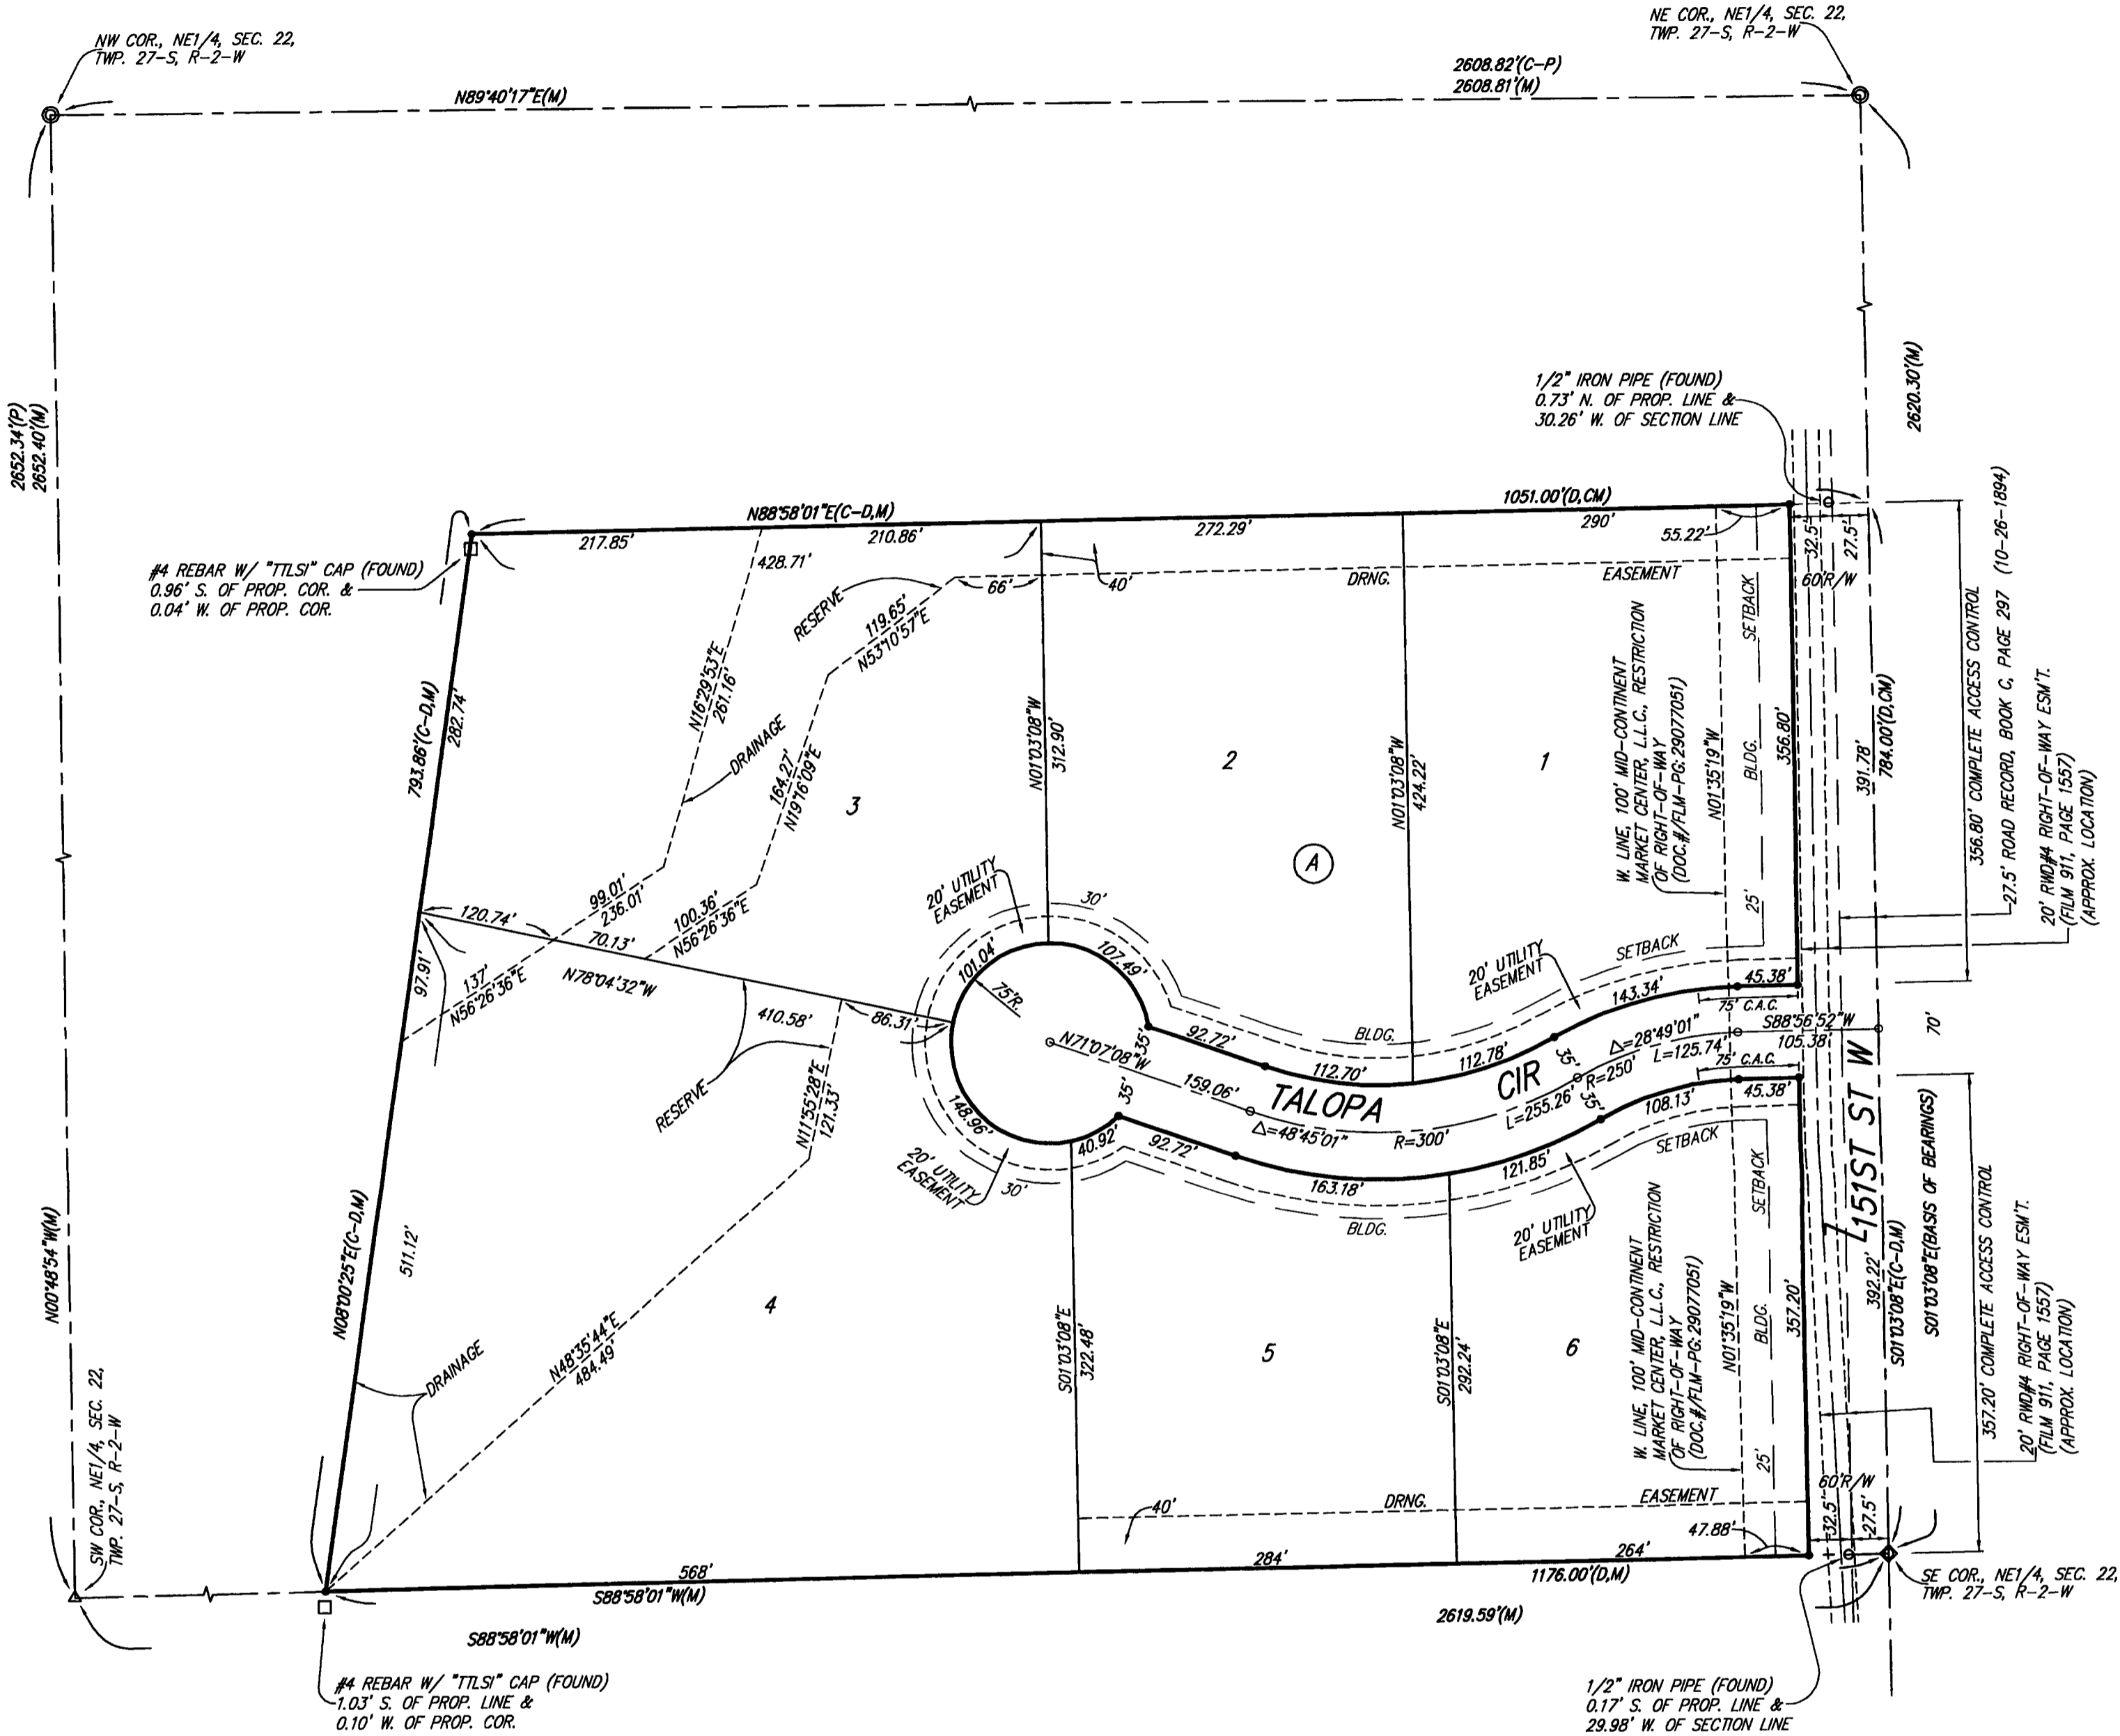 NW COR., NE1/4, SEC. 22,
TWP. 27-S, R-2-W
NE COR., NE1/4, SEC. 22,
TWP. 27-S, R-2-W
2608.82'(C-P)
2608.81'(M)
N89°40'17"E(M)
2652.34'(P)
2652.40'(M)
2620.30'(M)
1/2" IRON PIPE (FOUND)
0.73' N. OF PROP. LINE &
30.26' W. OF SECTION LINE
N88°58'01"E(C-D,M)
1051.00'(D,CM)
217.85'
210.86'
272.29'
290'
55.22'
32.5'
27.5'
428.71'
#4 REBAR W/ "TTLSI" CAP (FOUND)
0.96' S. OF PROP. COR. &
0.04' W. OF PROP. COR.
RESERVE
66'
40'
DRNG.
EASEMENT
60'R/W
119.65'
N53°10'57"E
SETBACK
N16°29'53"E
261.16'
W. LINE, 100' MID-CONTINENT
MARKET CENTER, L.L.C., RESTRICTION
OF RIGHT-OF-WAY
(DOC.#/FLM-PG:29077051)
N01°35'19"W
BLDG.
25'
356.80'
391.78'
784.00'(D,CM)
356.80' COMPLETE ACCESS CONTROL
27.5' ROAD RECORD, BOOK C, PAGE 297 (10-26-1894)
20' RWD#4 RIGHT-OF-WAY ESM'T.
(FILM 911, PAGE 1557)
(APPROX. LOCATION)
793.86'(C-D,M)
282.74'
DRAINAGE
164.27'
N19°16'09"E
N01°03'08"W
312.90'
N01°03'08"W
424.22'
3
2
1
A
99.01'
236.01'
100.36'
N56°26'36"E
120.74'
70.13'
N78°04'32"W
410.58'
86.31'
97.91'
137'
N56°26'36"E
20' UTILITY
EASEMENT
30'
101.04'
107.49'
75'R.
20' UTILITY
EASEMENT
SETBACK
143.34'
45.38'
75' C.A.C.
S88°56'52"W
105.38'
70'
N71°07'08"W
35'
92.72'
BLDG.
112.70'
112.78'
35'
Δ=28°49'01"
L=125.74'
R=250'
75' C.A.C.
159.06'
TALOPA
CIR
L=255.26'
35'
108.13'
45.38'
35'
Δ=48°45'01"
R=300'
RESERVE
N11°55'28"E
121.33'
148.96'
40.92'
92.72'
163.18'
121.85'
SETBACK
20' UTILITY
EASEMENT
30'
BLDG.
20' UTILITY
EASEMENT
151ST ST W
N00°48'54"W(M)
N08°00'25"E(C-D,M)
511.12'
4
5
6
N48°35'44"E
484.49'
DRAINAGE
S01°03'08"E
322.48'
S01°03'08"E
292.24'
W. LINE, 100' MID-CONTINENT
MARKET CENTER, L.L.C., RESTRICTION
OF RIGHT-OF-WAY
(DOC.#/FLM-PG:29077051)
N01°35'19"W
SETBACK
BLDG.
25'
357.20'
392.22'
S01°03'08"E(C-D,M)
S01°03'08"E(BASIS OF BEARINGS)
357.20' COMPLETE ACCESS CONTROL
20' RWD#4 RIGHT-OF-WAY ESM'T.
(FILM 911, PAGE 1557)
(APPROX. LOCATION)
SW COR., NE1/4, SEC. 22,
TWP. 27-S, R-2-W
40'
DRNG.
EASEMENT
60'R/W
32.5'
27.5'
47.88'
568'
284'
264'
S88°58'01"W(M)
1176.00'(D,M)
2619.59'(M)
S88°58'01"W(M)
SE COR., NE1/4, SEC. 22,
TWP. 27-S, R-2-W
#4 REBAR W/ "TTLSI" CAP (FOUND)
1.03' S. OF PROP. LINE &
0.10' W. OF PROP. COR.
1/2" IRON PIPE (FOUND)
0.17' S. OF PROP. LINE &
29.98' W. OF SECTION LINE